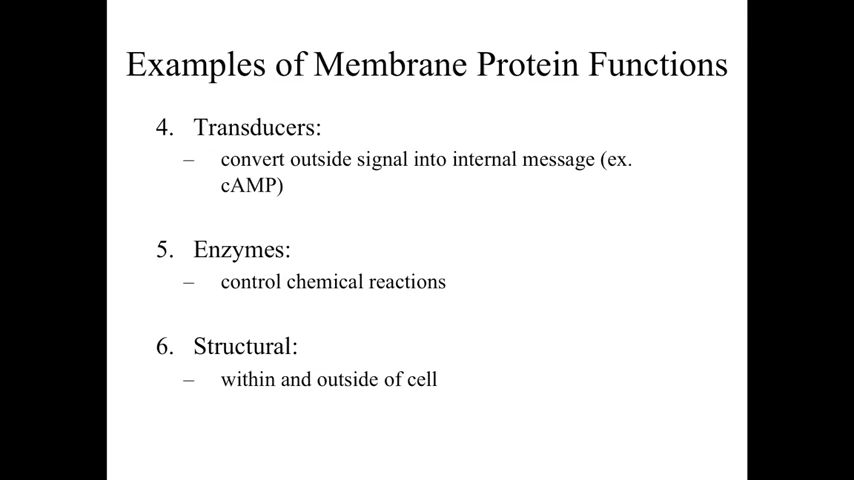 Examples of Membrane Protein Functions
4. Transducers:
– convert outside signal into internal message (ex.
cAMP)
5. Enzymes:
– control chemical reactions
6. Structural:
– within and outside of cell